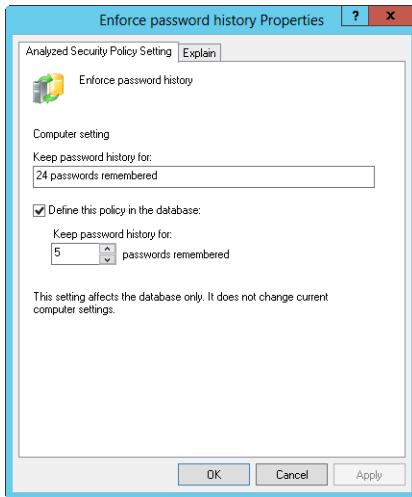 Enforce password history Properties
?
x
Analyzed Security Policy Setting
Explain
Enforce password history
Computer setting
Keep password history for:
24 passwords remembered
Define this policy in the database:
Keep password history for:
5 passwords remembered
This setting affects the database only. It does not change current
computer settings.
OK
Cancel
Apply